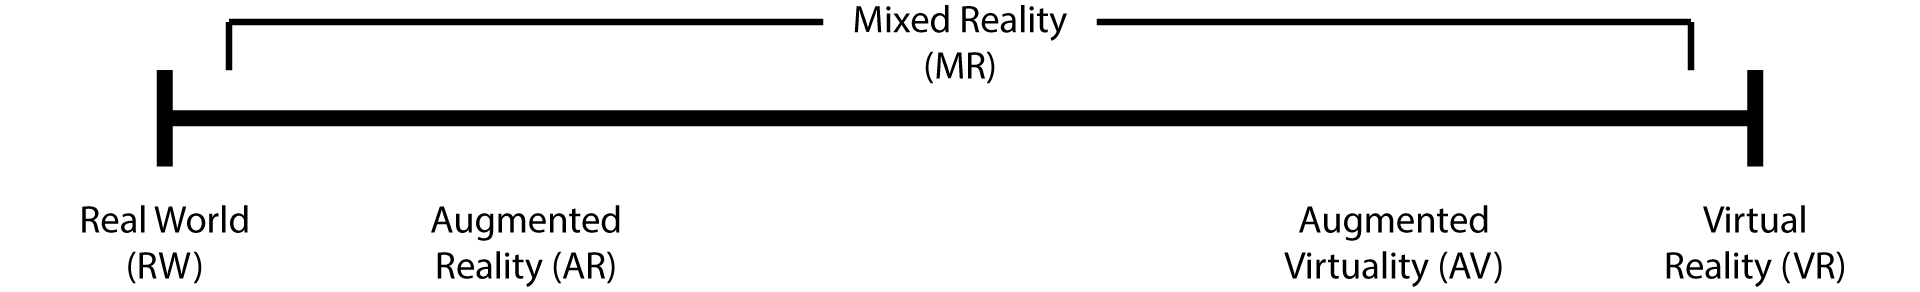 Mixed Reality
(MR)
Real World
(RW)
Augmented
Reality (AR)
Augmented
Virtuality (AV)
Virtual
Reality (VR)